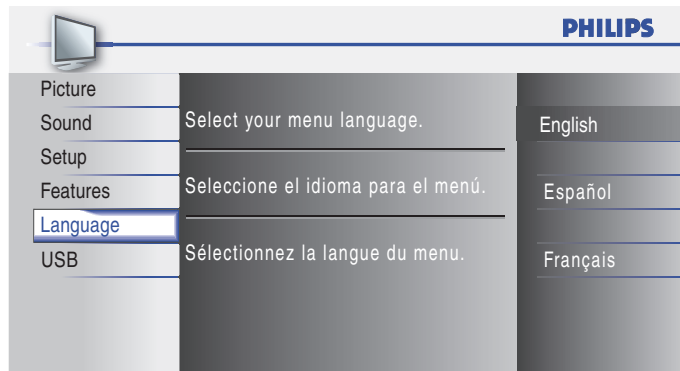 PHILIPS
Picture
Sound
Setup
Features
Language
USB
Select your menu language.
Seleccione el idioma para el menú.
Sélectionnez la langue du menu.
English
Español
Français